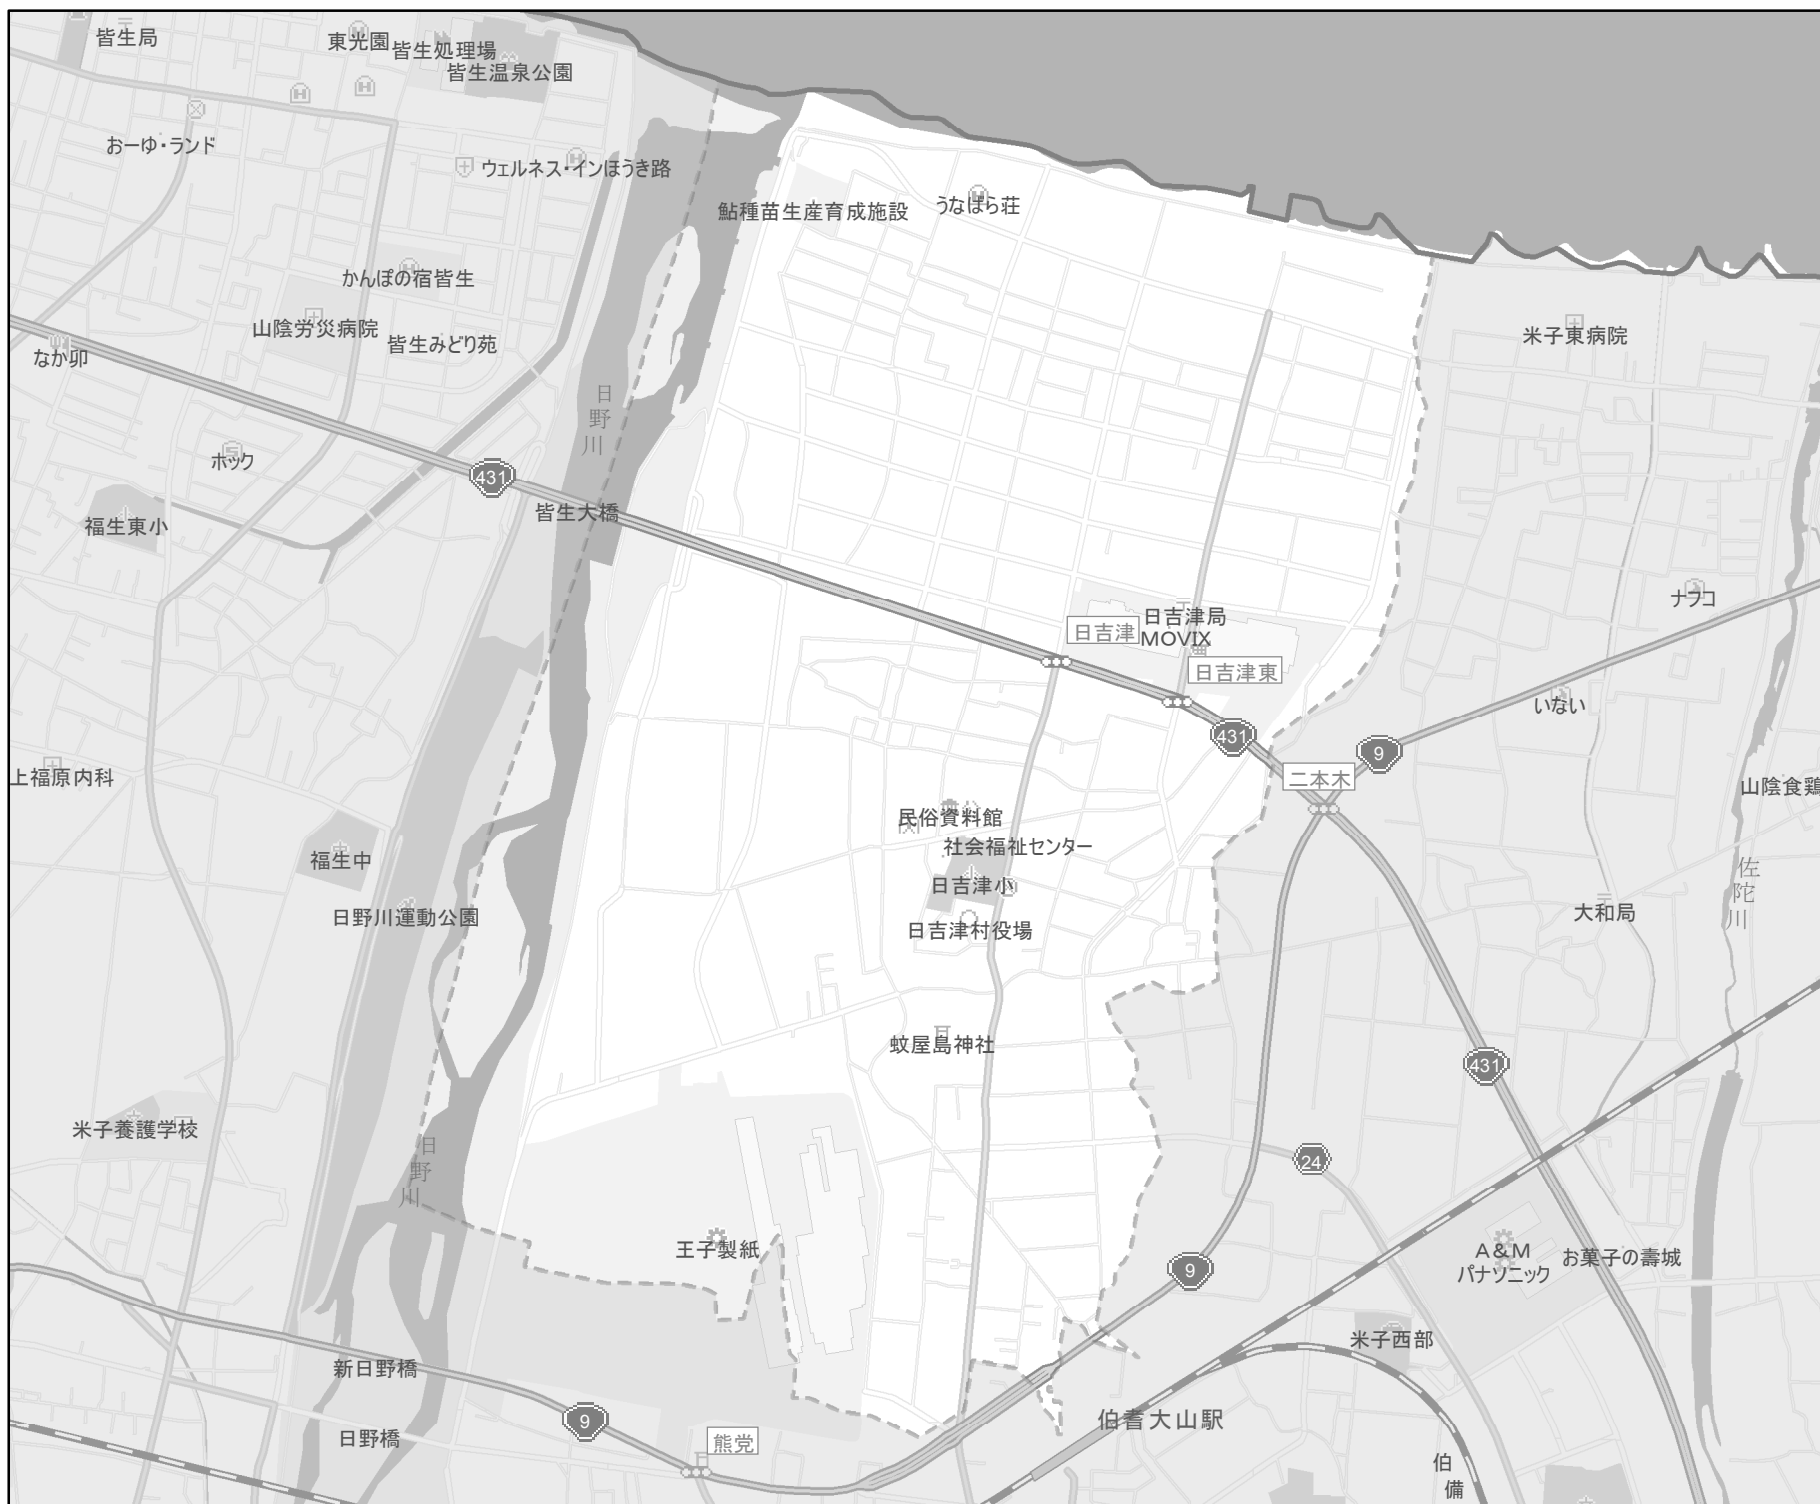 皆生局
東光園
皆生処理場
皆生温泉公園
おーゆ・ランド
ウェルネス・インほうき路
鮎種苗生産育成施設
うなばら荘
かんぽの宿皆生
山陰労災病院
皆生みどり苑
なか卯
米子東病院
日野川
ホック
431
皆生大橋
福生東小
ナフコ
日吉津
日吉津局
MOVIX
日吉津東
いない
431
9
二本木
上福原内科
山陰食鶏
民俗資料館
社会福祉センター
福生中
日吉津小
佐陀川
日野川運動公園
大和局
日吉津村役場
蚊屋島神社
431
米子養護学校
日野川
24
王子製紙
A&M
パナソニック
お菓子の壽城
9
米子西部
新日野橋
9
伯耆大山駅
日野橋
熊党
伯備